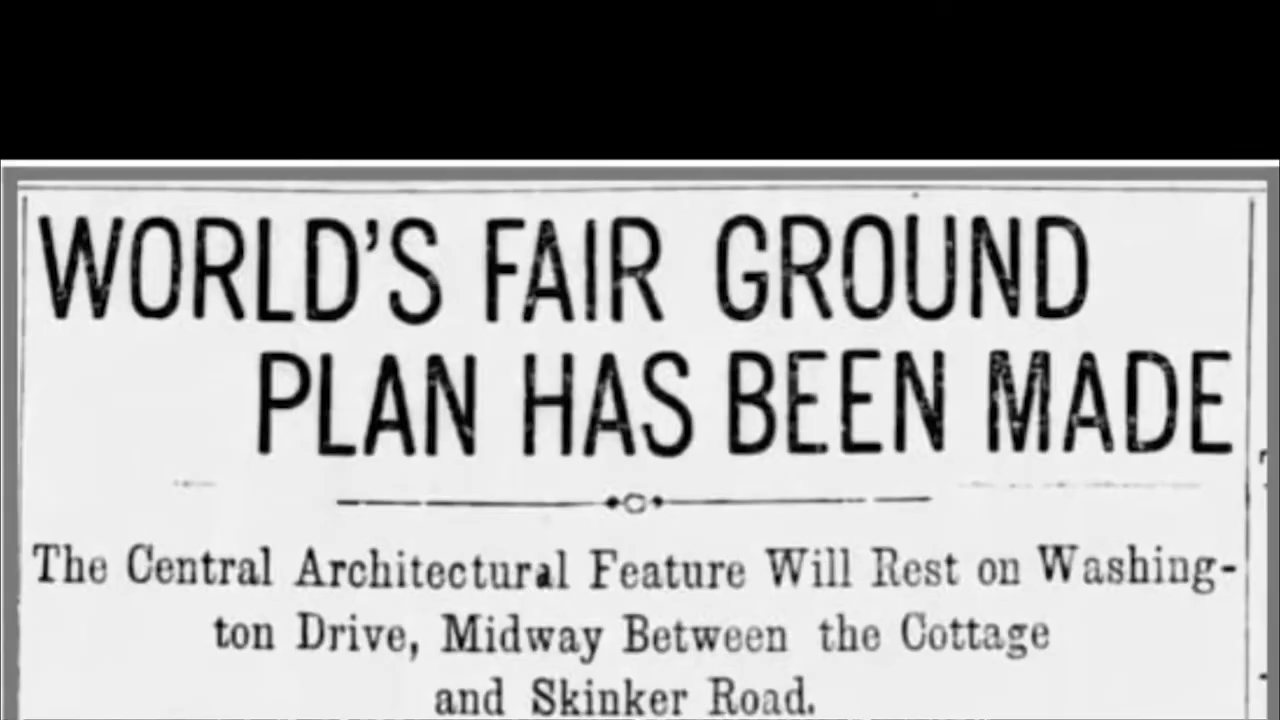 WORLD'S FAIR GROUND
PLAN HAS BEEN MADE
The Central Architectural Feature Will Rest on Washing-
ton Drive, Midway Between the Cottage
and Skinker Road.